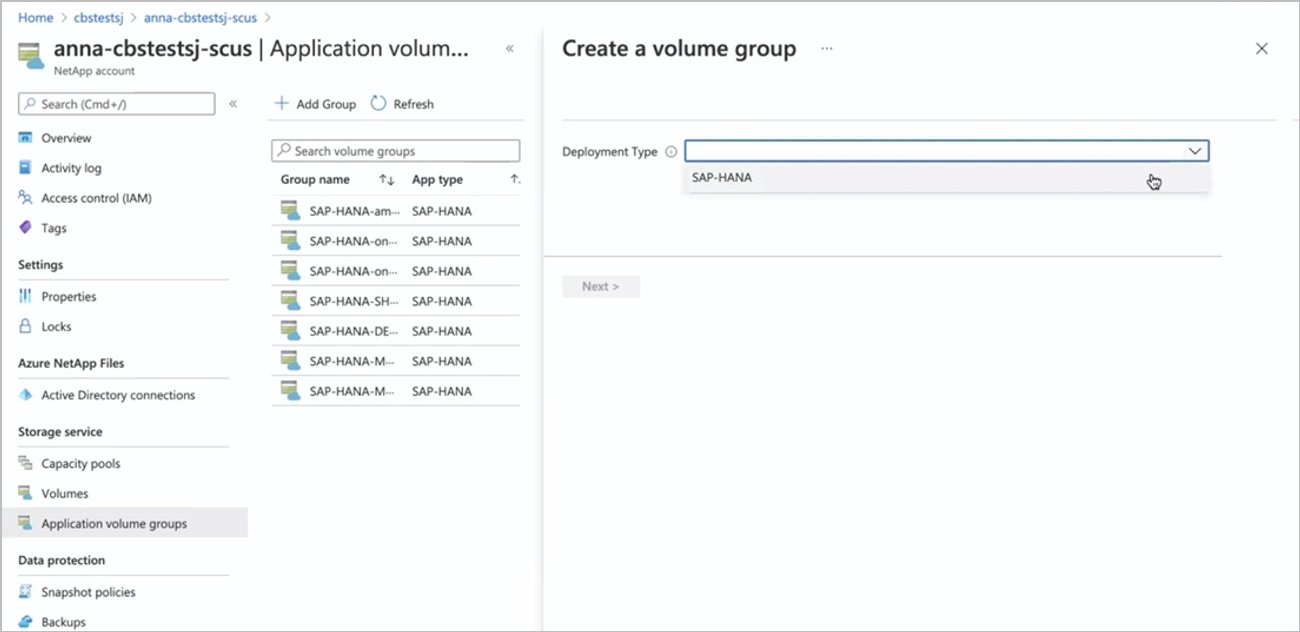 Home > cbstestsj > anna-cbstestsj-scus >
anna-cbstestsj-scus | Application volum...
NetApp account
Search (Cmd+/)
Overview
Activity log
Access control (IAM)
Tags
Settings
Properties
Locks
Azure NetApp Files
Active Directory connections
Storage service
Capacity pools
Volumes
Application volume groups
Data protection
Snapshot policies
Backups
Add Group Refresh
Search volume groups
Group name App type
SAP-HANA-am... SAP-HANA
SAP-HANA-on... SAP-HANA
SAP-HANA-on... SAP-HANA
SAP-HANA-SH... SAP-HANA
SAP-HANA-DE... SAP-HANA
SAP-HANA-M... SAP-HANA
SAP-HANA-M... SAP-HANA
Create a volume group ...
Deployment Type
SAP-HANA
Next >